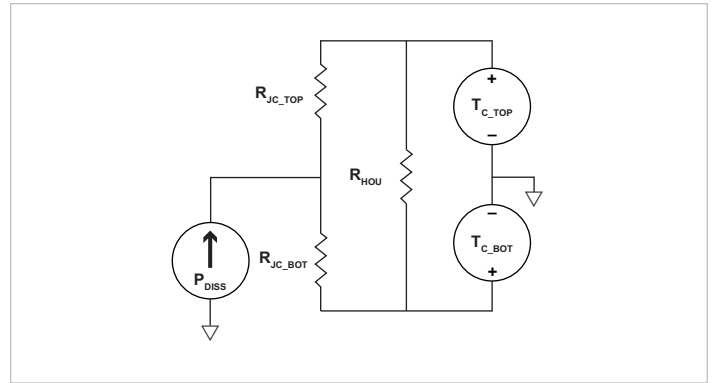 R_JC_TOP
+
T_C_TOP
–
R_HOU
–
T_C_BOT
+
R_JC_BOT
P_DISS